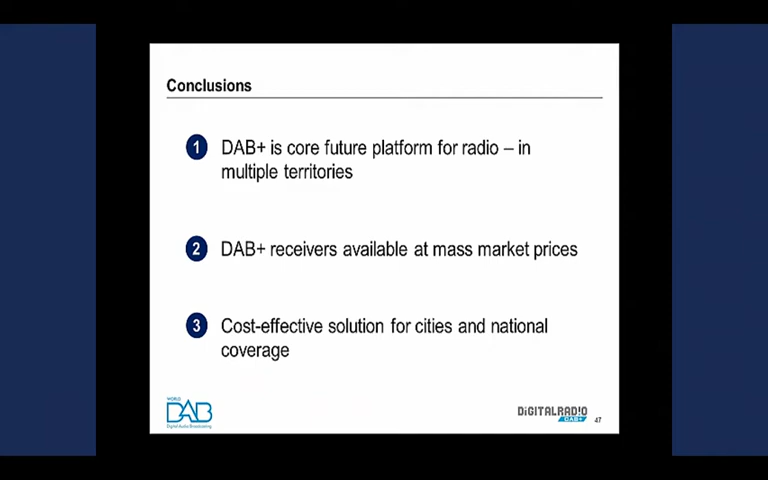 Conclusions
1 DAB+ is core future platform for radio – in
multiple territories
2 DAB+ receivers available at mass market prices
3 Cost-effective solution for cities and national
coverage
WORLD
DAB
Digital Audio Broadcasting
DiGiTALRADiO
DAB+
47